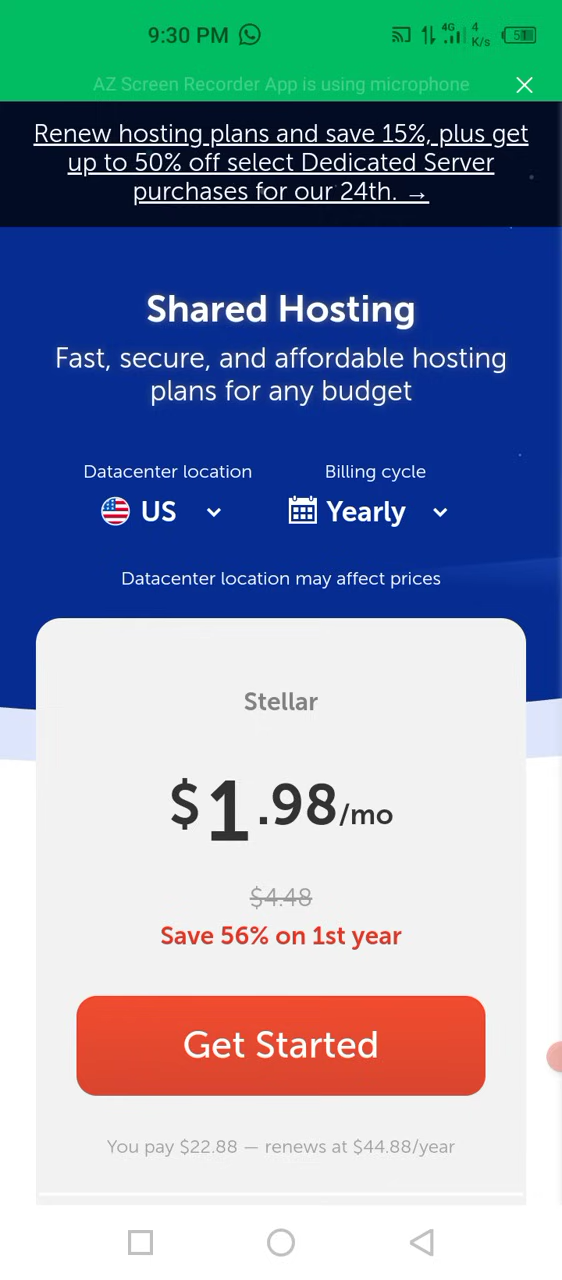 9:30 PM
4G
4
K/s
51
AZ Screen Recorder App is using microphone
Renew hosting plans and save 15%, plus get
up to 50% off select Dedicated Server
purchases for our 24th. →
Shared Hosting
Fast, secure, and affordable hosting
plans for any budget
Datacenter location
Billing cycle
US
Yearly
Datacenter location may affect prices
Stellar
$1.98/mo
$4.48
Save 56% on 1st year
Get Started
You pay $22.88 — renews at $44.88/year